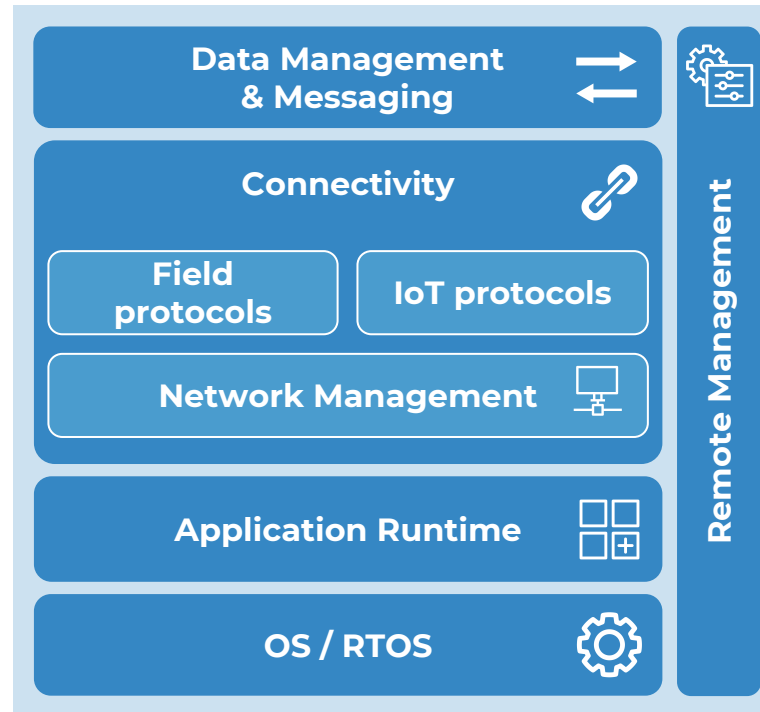 Data Management
& Messaging
Connectivity
Field
protocols
IoT protocols
Network Management
Application Runtime
OS / RTOS
Remote Management